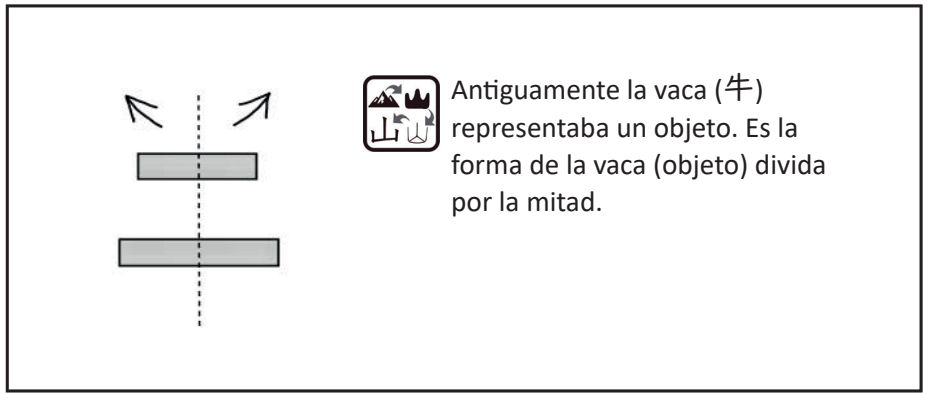 Antiguamente la vaca (牛)
representaba un objeto. Es la
forma de la vaca (objeto) divida
por la mitad.